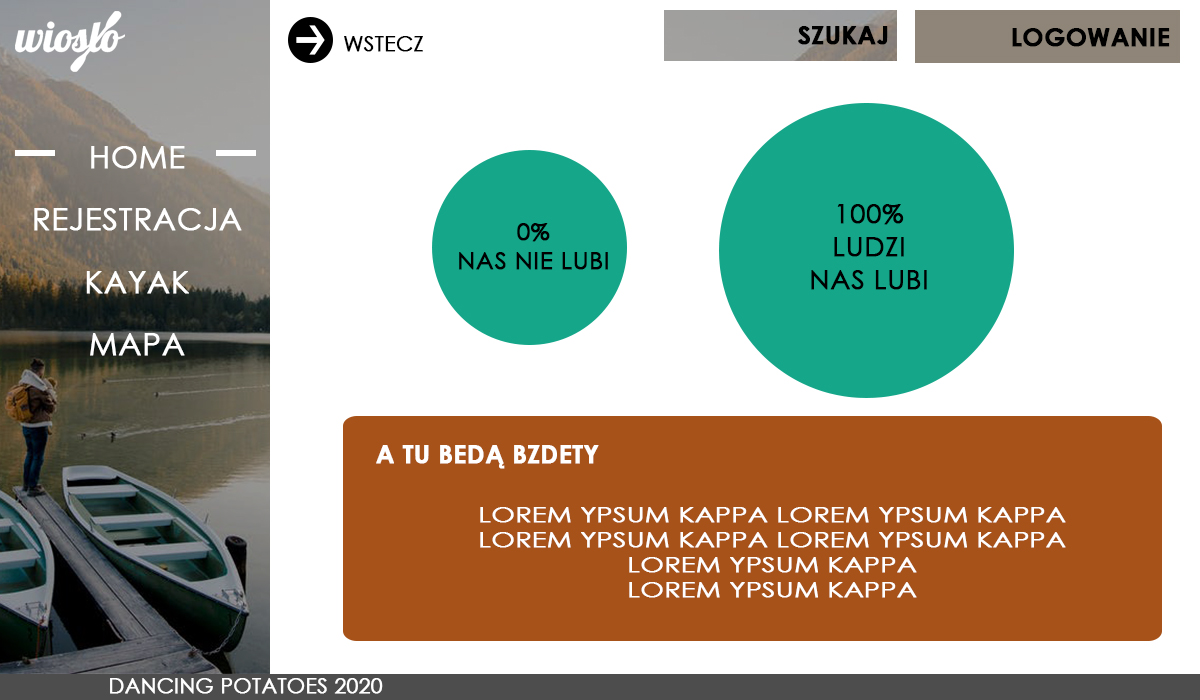 wiosło
HOME
REJESTRACJA
KAYAK
MAPA
WSTECZ
SZUKAJ
LOGOWANIE
0%
NAS NIE LUBI
100%
LUDZI
NAS LUBI
A TU BEDĄ BZDETY
LOREM YPSUM KAPPA LOREM YPSUM KAPPA
LOREM YPSUM KAPPA LOREM YPSUM KAPPA
LOREM YPSUM KAPPA
LOREM YPSUM KAPPA
DANCING POTATOES 2020